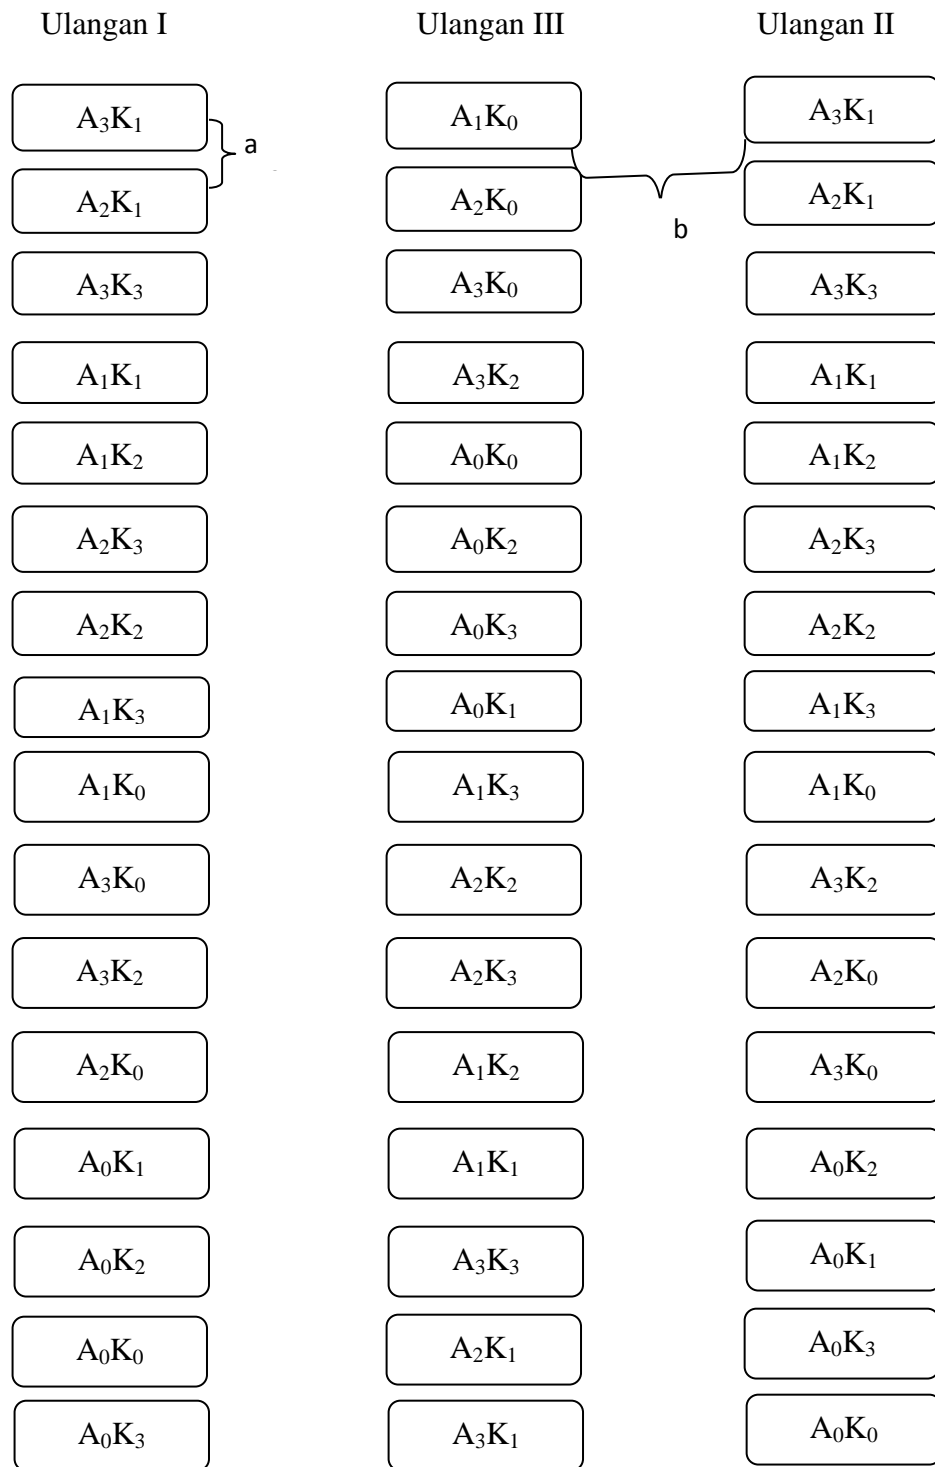 Ulangan I Ulangan III Ulangan II
A₃K₁ a A₁K₀ A₃K₁
A₂K₁ A₂K₀ b A₂K₁
A₃K₃ A₃K₀ A₃K₃
A₁K₁ A₃K₂ A₁K₁
A₁K₂ A₀K₀ A₁K₂
A₂K₃ A₀K₂ A₂K₃
A₂K₂ A₀K₃ A₂K₂
A₁K₃ A₀K₁ A₁K₃
A₁K₀ A₁K₃ A₁K₀
A₃K₀ A₂K₂ A₃K₂
A₃K₂ A₂K₃ A₂K₀
A₂K₀ A₁K₂ A₃K₀
A₀K₁ A₁K₁ A₀K₂
A₀K₂ A₃K₃ A₀K₁
A₀K₀ A₂K₁ A₀K₃
A₀K₃ A₃K₁ A₀K₀